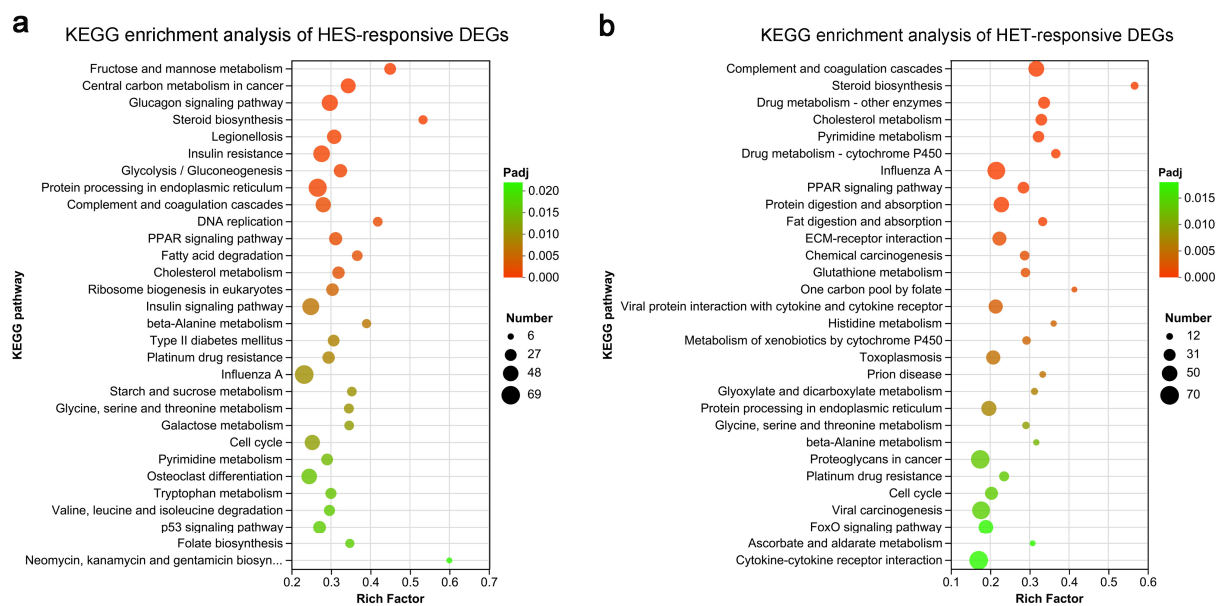 a
KEGG enrichment analysis of HES-responsive DEGs
Fructose and mannose metabolism
Central carbon metabolism in cancer
Glucagon signaling pathway
Steroid biosynthesis
Legionellosis
Insulin resistance
Glycolysis / Gluconeogenesis
Protein processing in endoplasmic reticulum
Complement and coagulation cascades
DNA replication
PPAR signaling pathway
Fatty acid degradation
Cholesterol metabolism
Ribosome biogenesis in eukaryotes
Insulin signaling pathway
beta-Alanine metabolism
Type II diabetes mellitus
Platinum drug resistance
Influenza A
Starch and sucrose metabolism
Glycine, serine and threonine metabolism
Galactose metabolism
Cell cycle
Pyrimidine metabolism
Osteoclast differentiation
Tryptophan metabolism
Valine, leucine and isoleucine degradation
p53 signaling pathway
Folate biosynthesis
Neomycin, kanamycin and gentamicin biosyn...
KEGG pathway
0.2 0.3 0.4 0.5 0.6 0.7
Rich Factor
Padj
0.020
0.015
0.010
0.005
0.000
Number
6
27
48
69
b
KEGG enrichment analysis of HET-responsive DEGs
Complement and coagulation cascades
Steroid biosynthesis
Drug metabolism - other enzymes
Cholesterol metabolism
Pyrimidine metabolism
Drug metabolism - cytochrome P450
Influenza A
PPAR signaling pathway
Protein digestion and absorption
Fat digestion and absorption
ECM-receptor interaction
Chemical carcinogenesis
Glutathione metabolism
One carbon pool by folate
Viral protein interaction with cytokine and cytokine receptor
Histidine metabolism
Metabolism of xenobiotics by cytochrome P450
Toxoplasmosis
Prion disease
Glyoxylate and dicarboxylate metabolism
Protein processing in endoplasmic reticulum
Glycine, serine and threonine metabolism
beta-Alanine metabolism
Proteoglycans in cancer
Platinum drug resistance
Cell cycle
Viral carcinogenesis
FoxO signaling pathway
Ascorbate and aldarate metabolism
Cytokine-cytokine receptor interaction
KEGG pathway
0.1 0.2 0.3 0.4 0.5 0.6
Rich Factor
Padj
0.015
0.010
0.005
0.000
Number
12
31
50
70